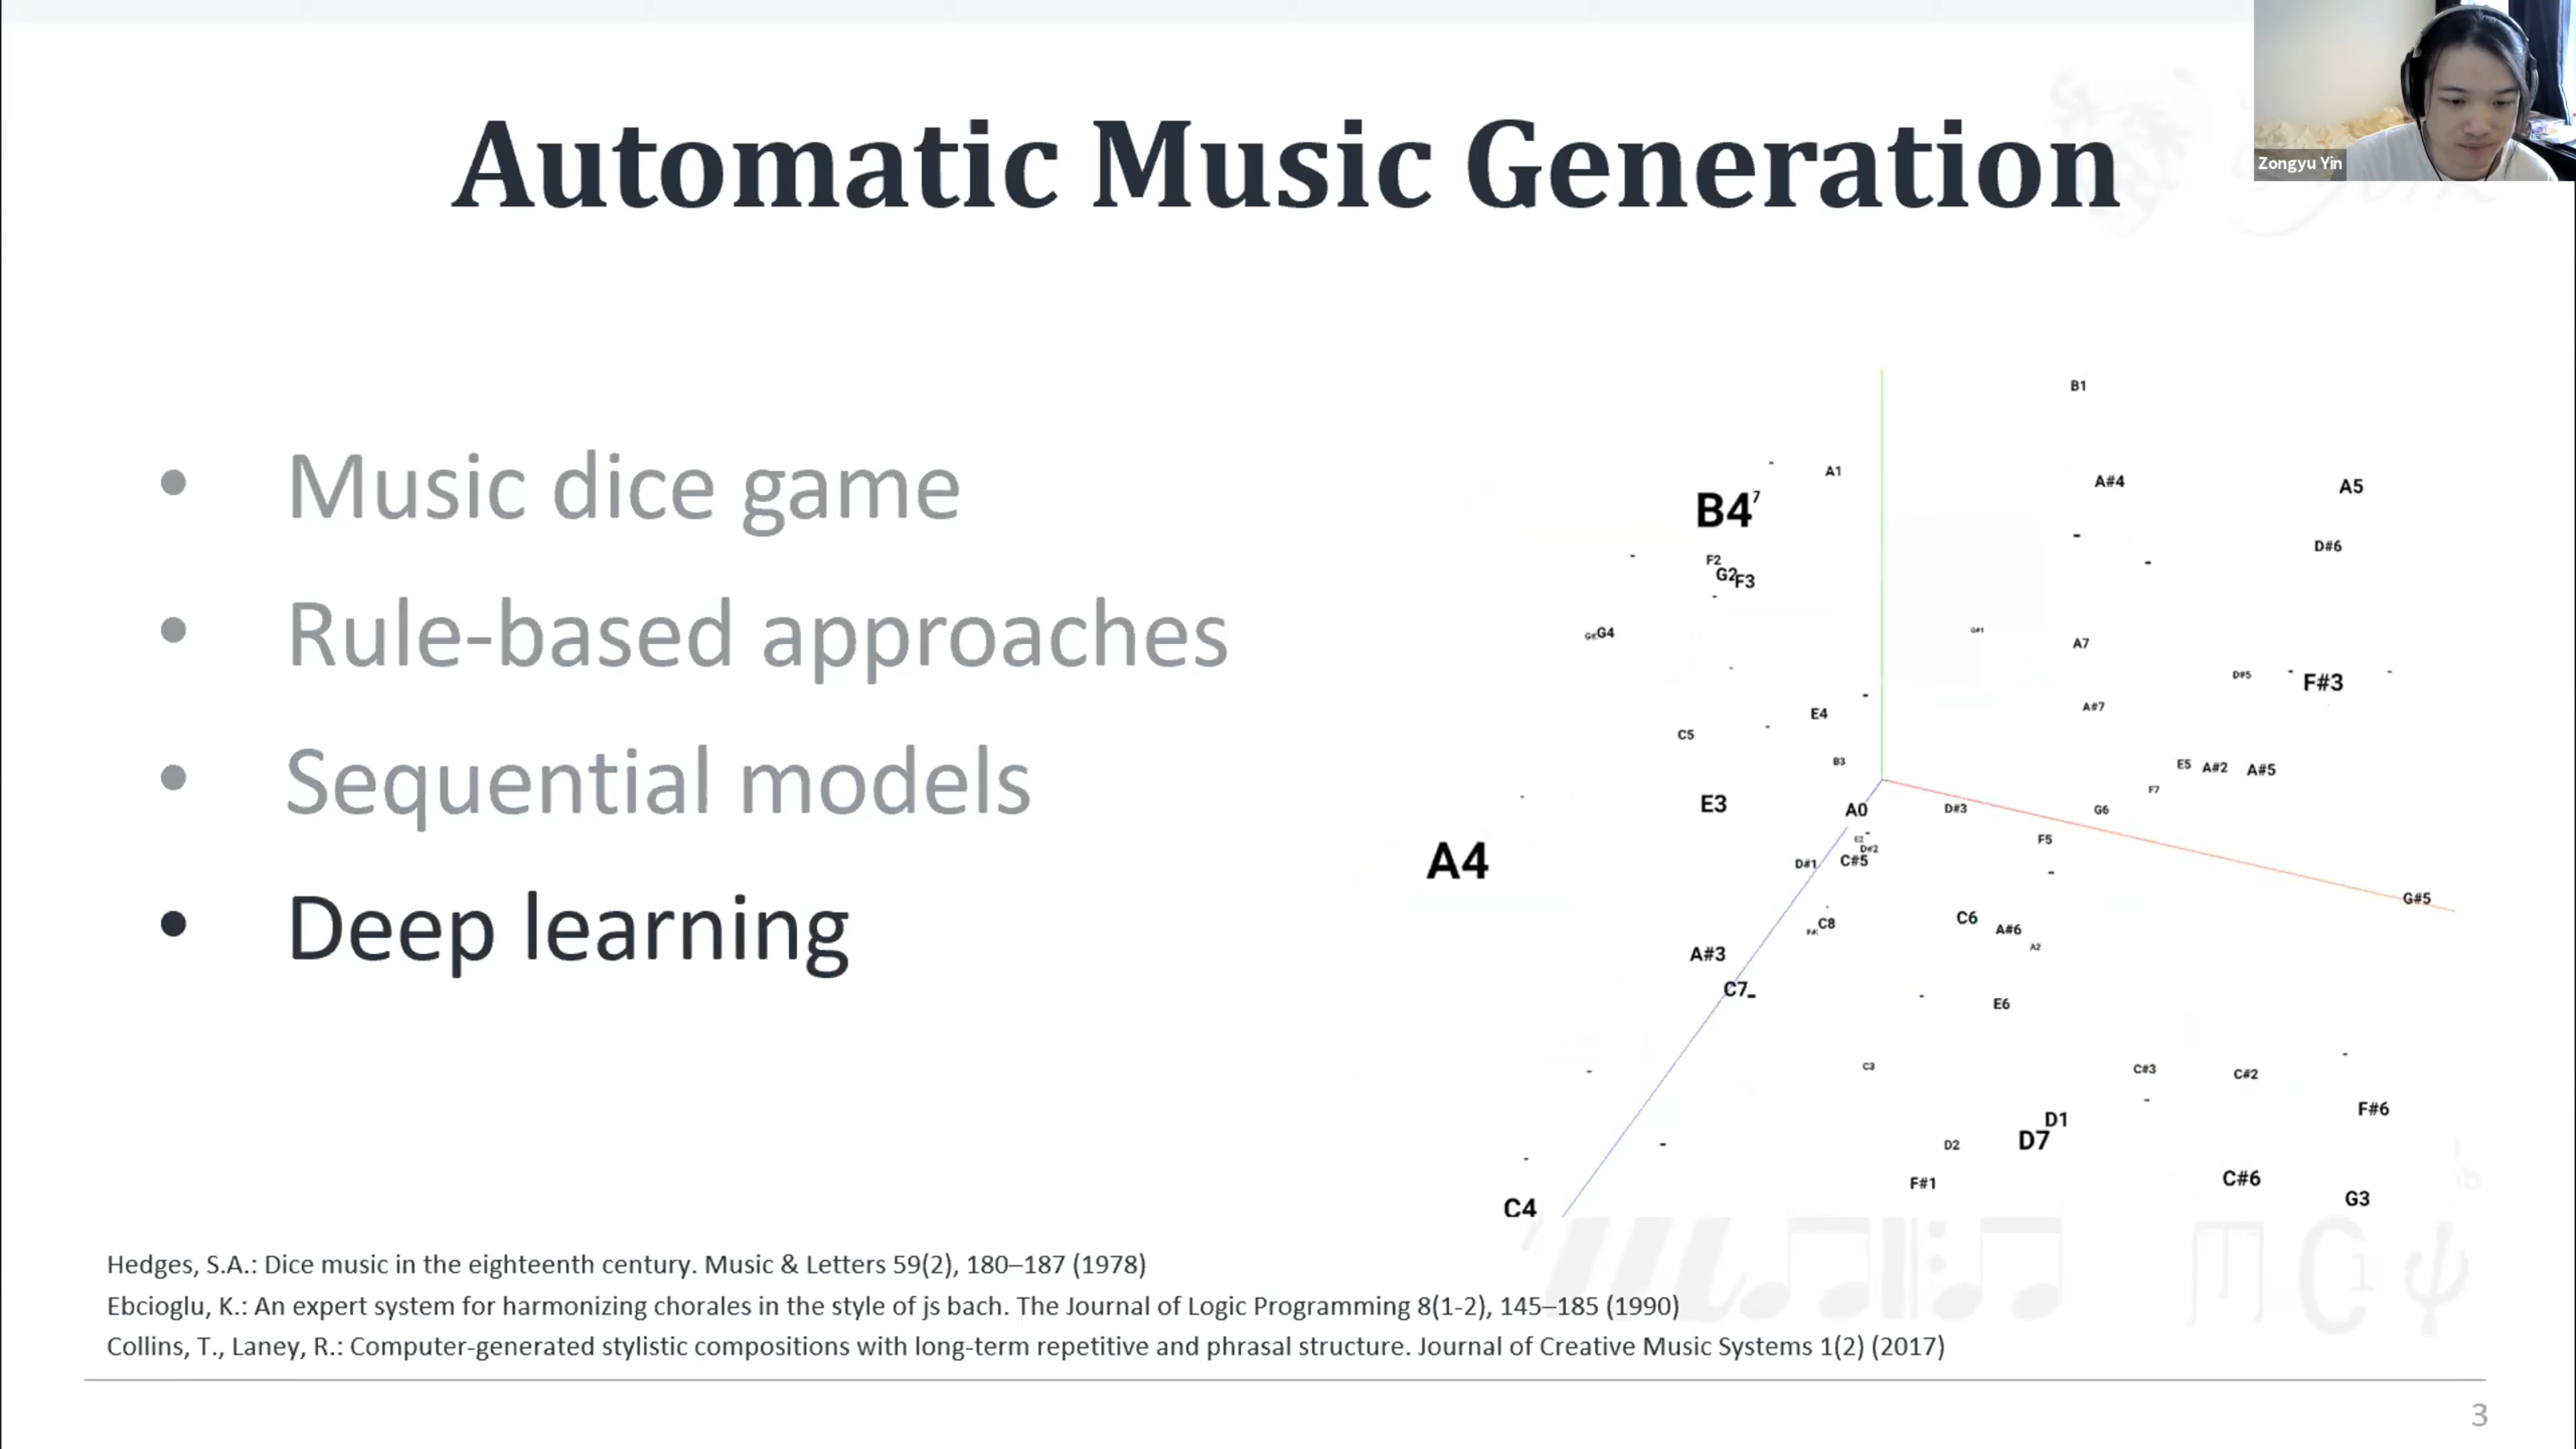 Automatic Music Generation
Zongyu Yin
• Music dice game
• Rule-based approaches
• Sequential models
• Deep learning
B1
A1
A#4
A5
B4
7
D#6
F2
G2
F3
G4
A7
D#5
F#3
A#7
E4
C5
B3
E5
A#2
A#5
F7
E3
A0
D#3
G6
F5
E2
D#2
A4
D#1
C#5
G#5
C8
C6
A#6
A2
A#3
C7
E6
C3
C#3
C#2
D1
F#6
D7
D2
F#1
C#6
G3
C4
Hedges, S.A.: Dice music in the eighteenth century. Music & Letters 59(2), 180–187 (1978)
Ebcioglu, K.: An expert system for harmonizing chorales in the style of js bach. The Journal of Logic Programming 8(1-2), 145–185 (1990)
Collins, T., Laney, R.: Computer-generated stylistic compositions with long-term repetitive and phrasal structure. Journal of Creative Music Systems 1(2) (2017)
3